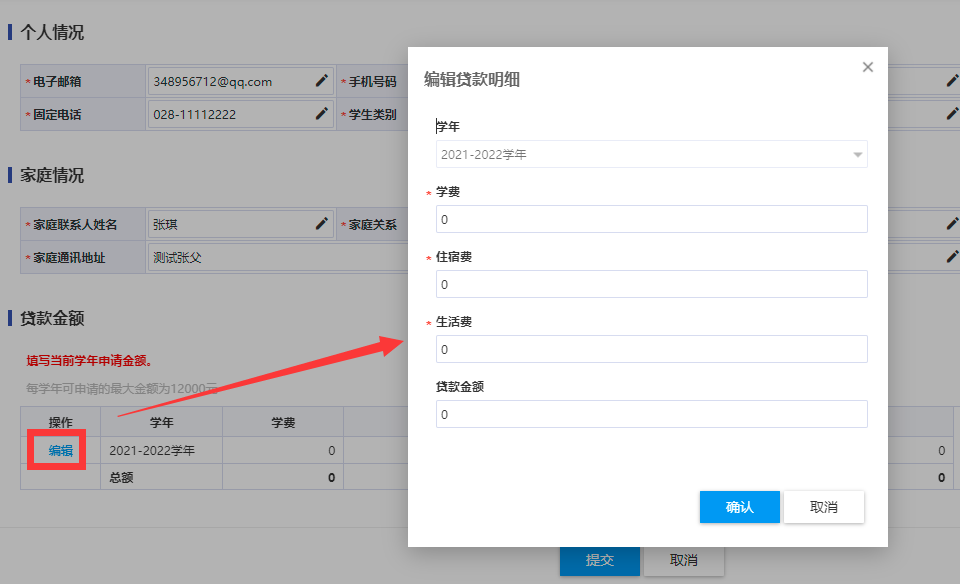 个人情况
*电子邮箱 348956712@qq.com *手机号码
*固定电话 028-11112222 *学生类别
家庭情况
*家庭联系人姓名 张琪 *家庭关系
*家庭通讯地址 测试张父
贷款金额
填写当前学年申请金额。
每学年可申请的最大金额为12000元
操作 学年 学费
编辑 2021-2022学年 0 0
总额 0 0
提交 取消
编辑贷款明细
×
学年
2021-2022学年
*学费
0
*住宿费
0
*生活费
0
贷款金额
0
确认 取消